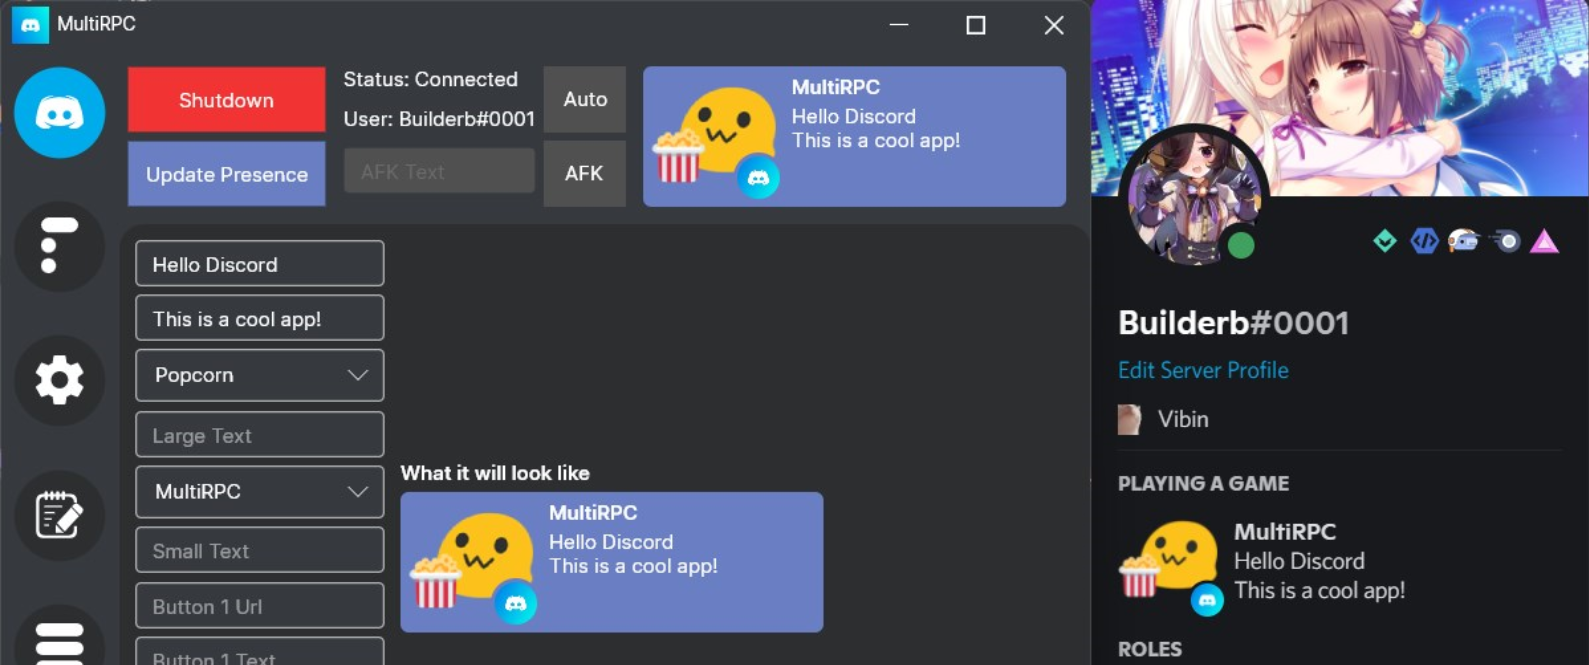 MultiRPC
Shutdown
Update Presence
Status: Connected
User: Builderb#0001
AFK Text
Auto
AFK
MultiRPC
Hello Discord
This is a cool app!
Hello Discord
This is a cool app!
Popcorn
Large Text
MultiRPC
Small Text
Button 1 Url
Button 1 Text
What it will look like
MultiRPC
Hello Discord
This is a cool app!
Builderb#0001
Edit Server Profile
Vibin
PLAYING A GAME
MultiRPC
Hello Discord
This is a cool app!
ROLES